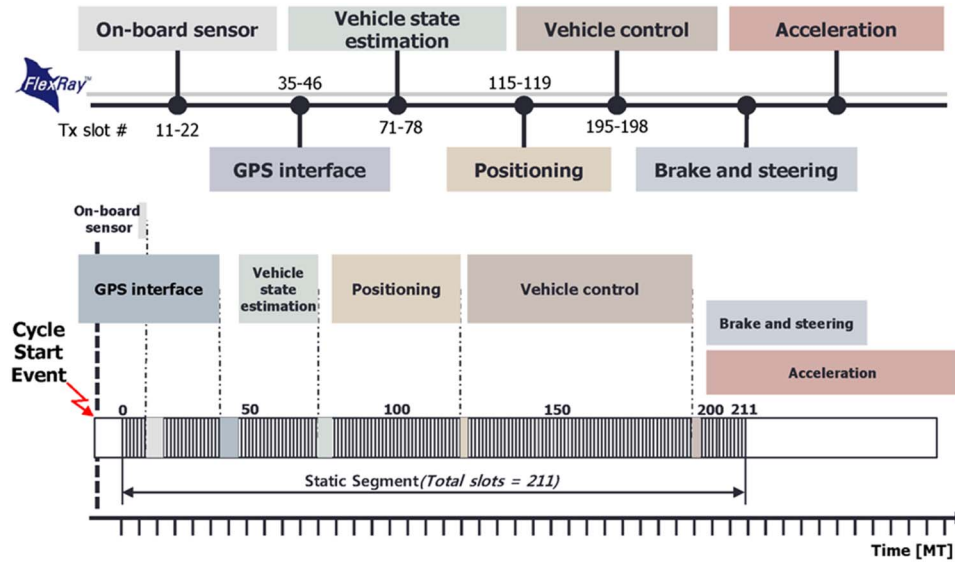 On-board sensor
Vehicle state
estimation
Vehicle control
Acceleration
FlexRay™
35-46
115-119
Tx slot #
11-22
71-78
195-198
GPS interface
Positioning
Brake and steering
On-board
sensor
GPS interface
Vehicle
state
estimation
Positioning
Vehicle control
Brake and steering
Acceleration
Cycle
Start
Event
0
50
100
150
200
211
Static Segment(Total slots = 211)
Time [MT]